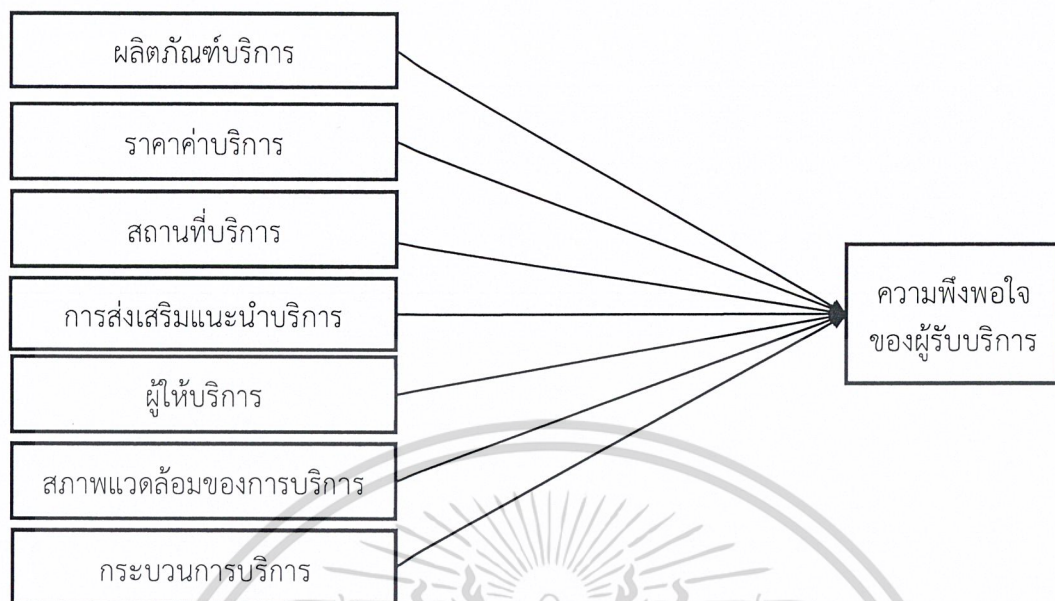 ผลิตภัณฑ์บริการ
ราคาค่าบริการ
สถานที่บริการ
การส่งเสริมแนะนำบริการ
ผู้ให้บริการ
สภาพแวดล้อมของการบริการ
กระบวนการบริการ
ความพึงพอใจ
ของผู้รับบริการ